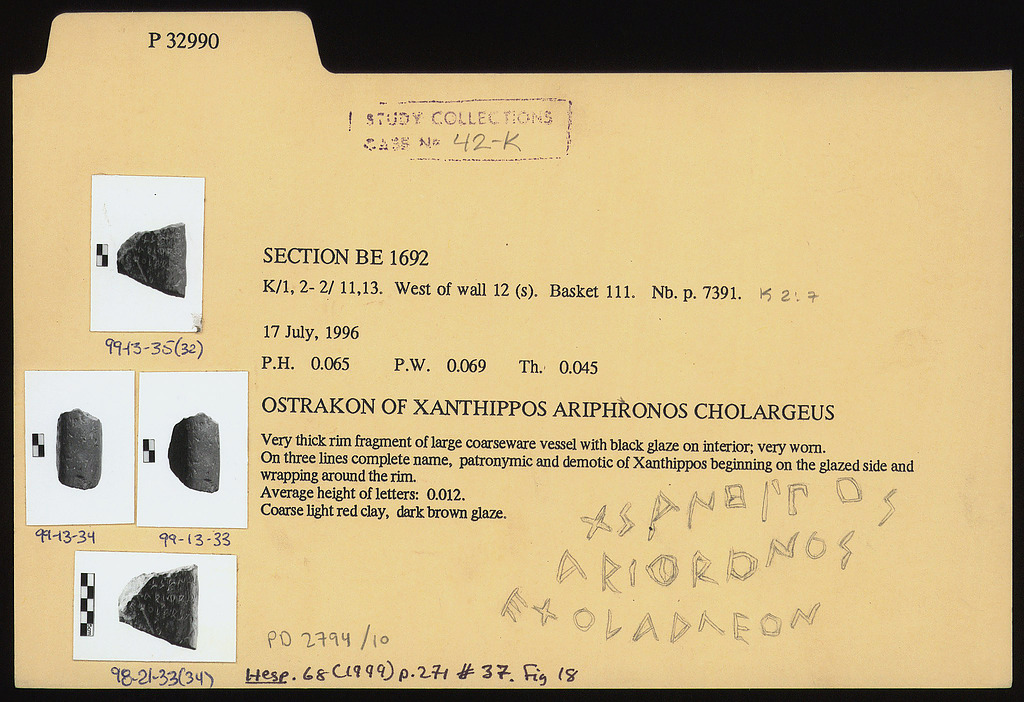 P 32990
STUDY COLLECTIONS
CASE No 42-K
SECTION BE 1692
K/1, 2- 2/ 11,13. West of wall 12 (s). Basket 111. Nb. p. 7391. K 2:7
17 July, 1996
P.H. 0.065 P.W. 0.069 Th. 0.045
OSTRAKON OF XANTHIPPOS ARIPHRONOS CHOLARGEUS
Very thick rim fragment of large coarseware vessel with black glaze on interior; very worn.
On three lines complete name, patronymic and demotic of Xanthippos beginning on the glazed side and
wrapping around the rim.
Average height of letters: 0.012.
Coarse light red clay, dark brown glaze.
99-13-35(32)
99-13-34
99-13-33
98-21-33(34)
PD 2794/10
Hesp. 68 (1999) p. 271 # 37. Fig 18